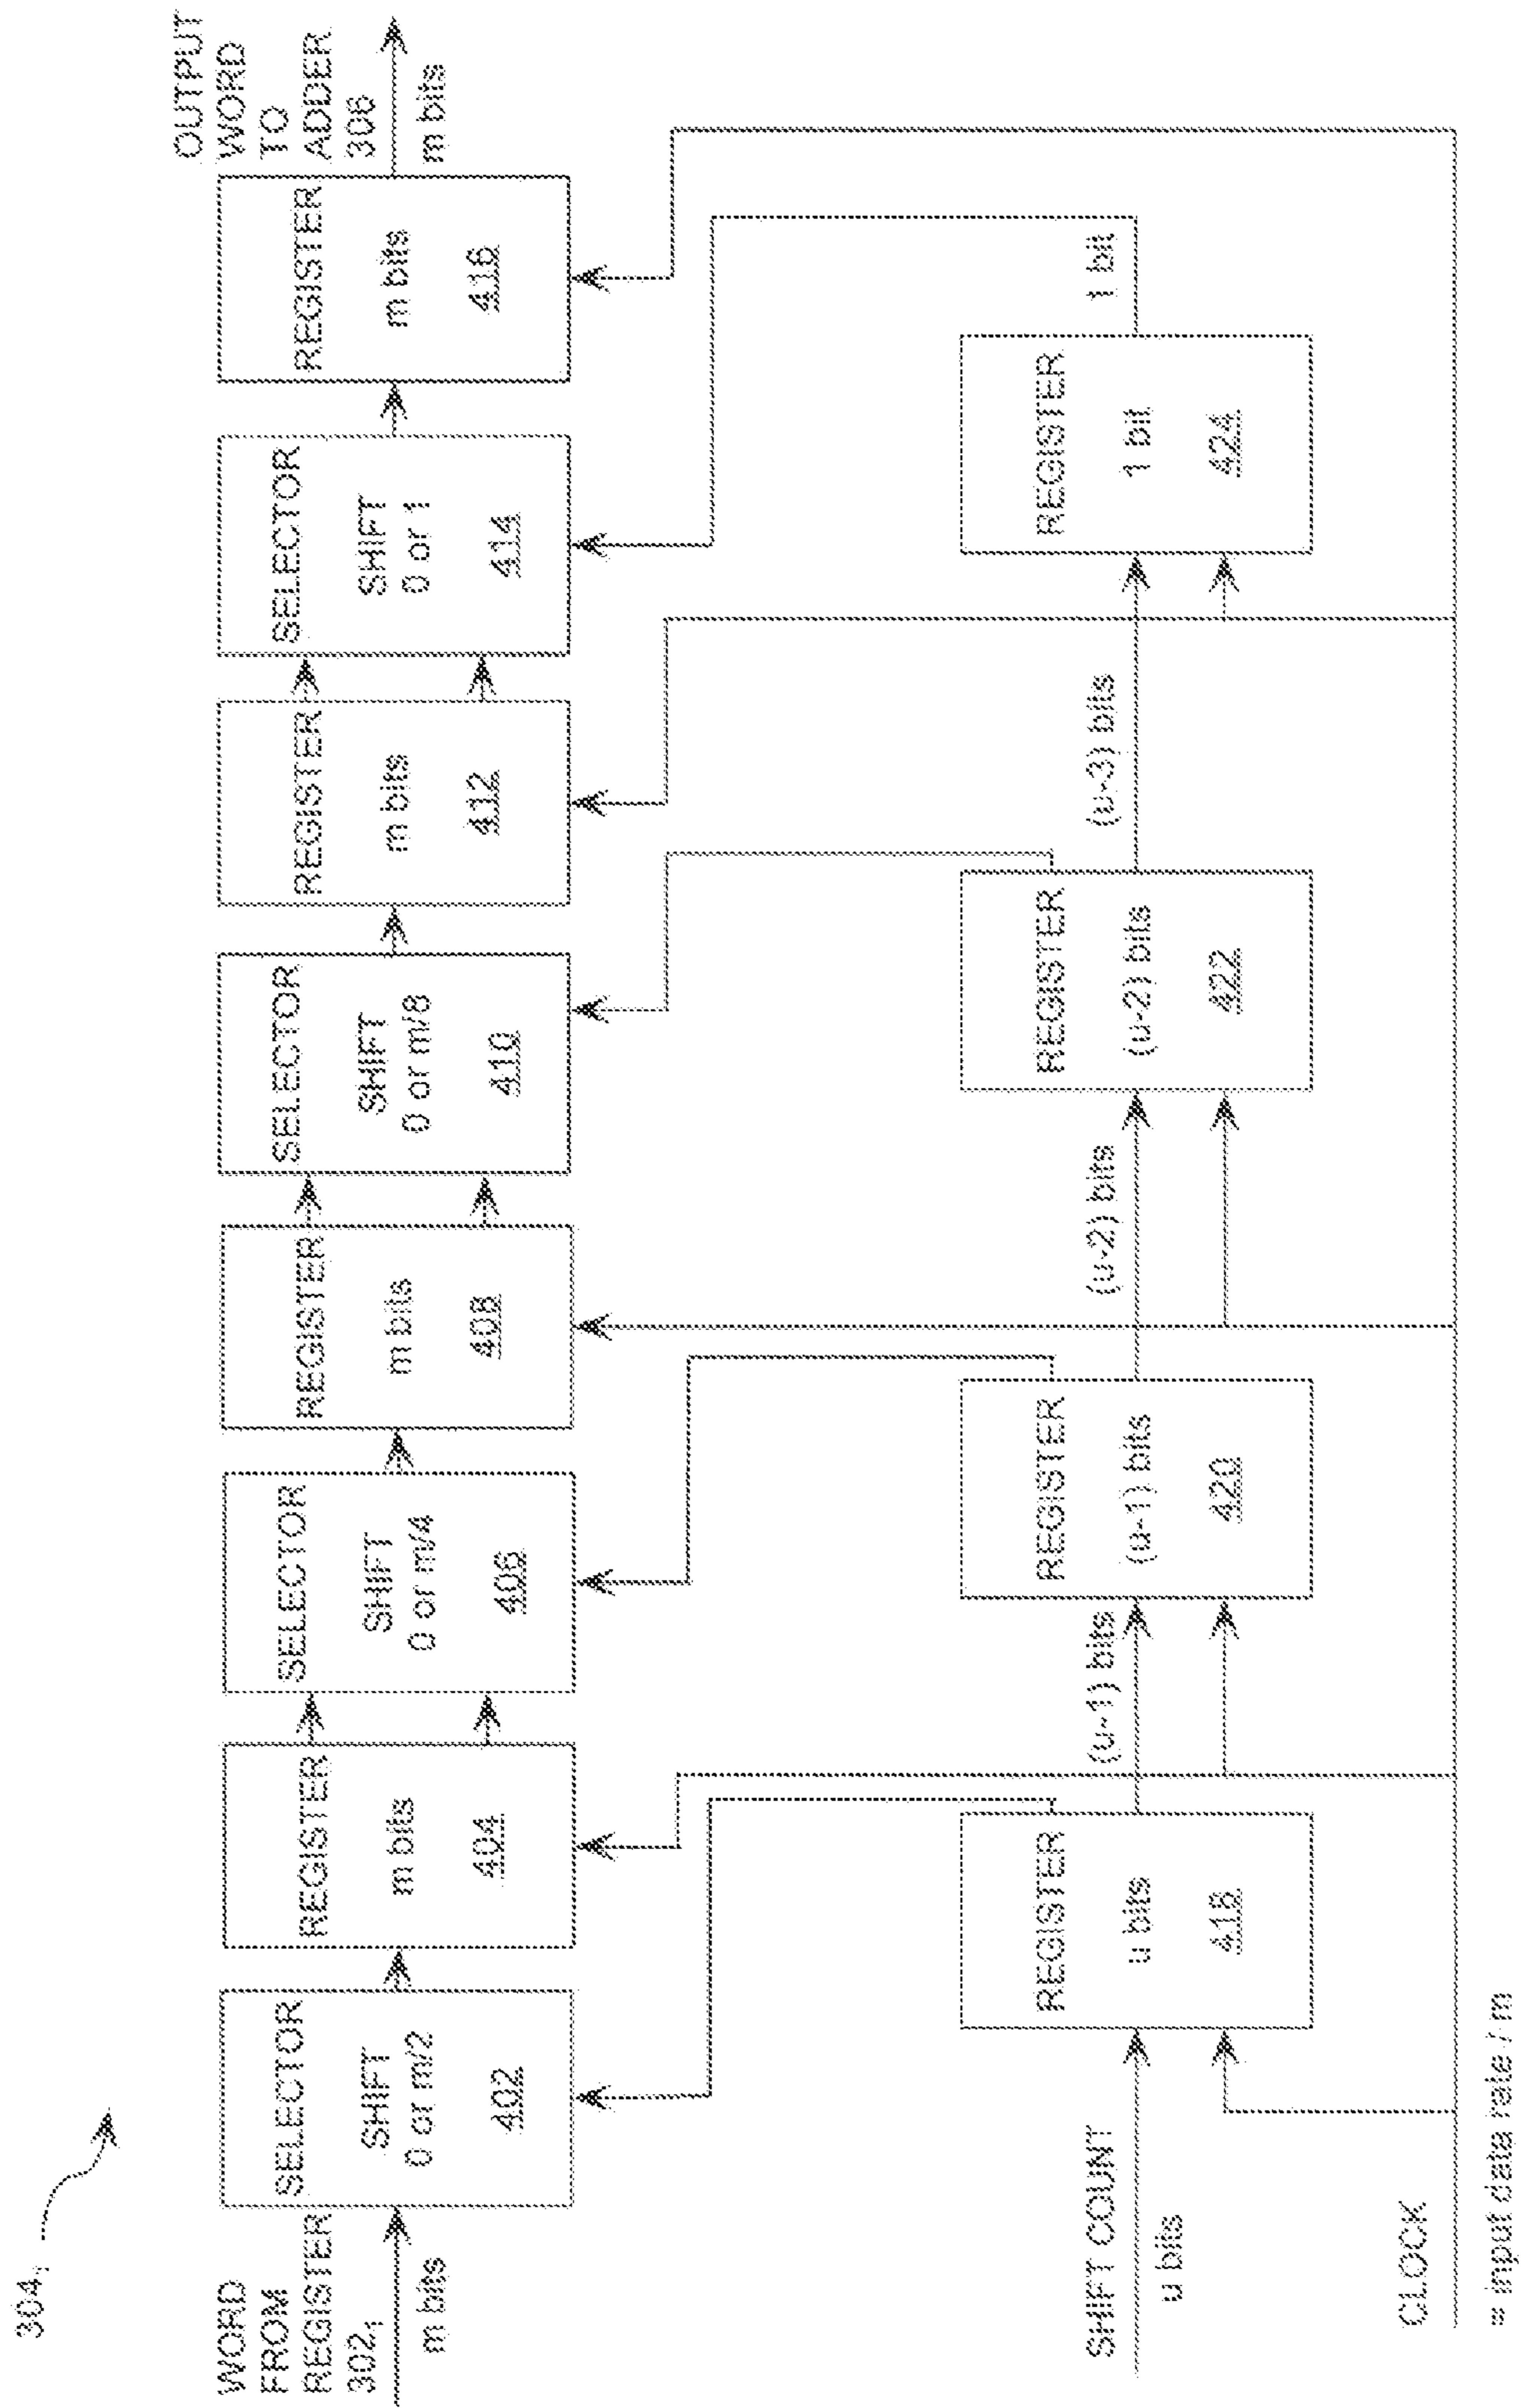 304₁
WORD
FROM
REGISTER
302₁
m bits
SELECTOR
SHIFT
0 or m/2
402
REGISTER
m bits
404
SELECTOR
SHIFT
0 or m/4
406
REGISTER
m bits
408
SELECTOR
SHIFT
0 or m/8
410
REGISTER
m bits
412
SELECTOR
SHIFT
0 or 1
414
REGISTER
m bits
416
OUTPUT
WORD
TO
ADDER
306
m bits
SHIFT COUNT
u bits
REGISTER
u bits
418
(u-1) bits
REGISTER
(u-1) bits
420
(u-2) bits
REGISTER
(u-2) bits
422
(u-3) bits
REGISTER
1 bit
424
1 bit
CLOCK
= input data rate / m